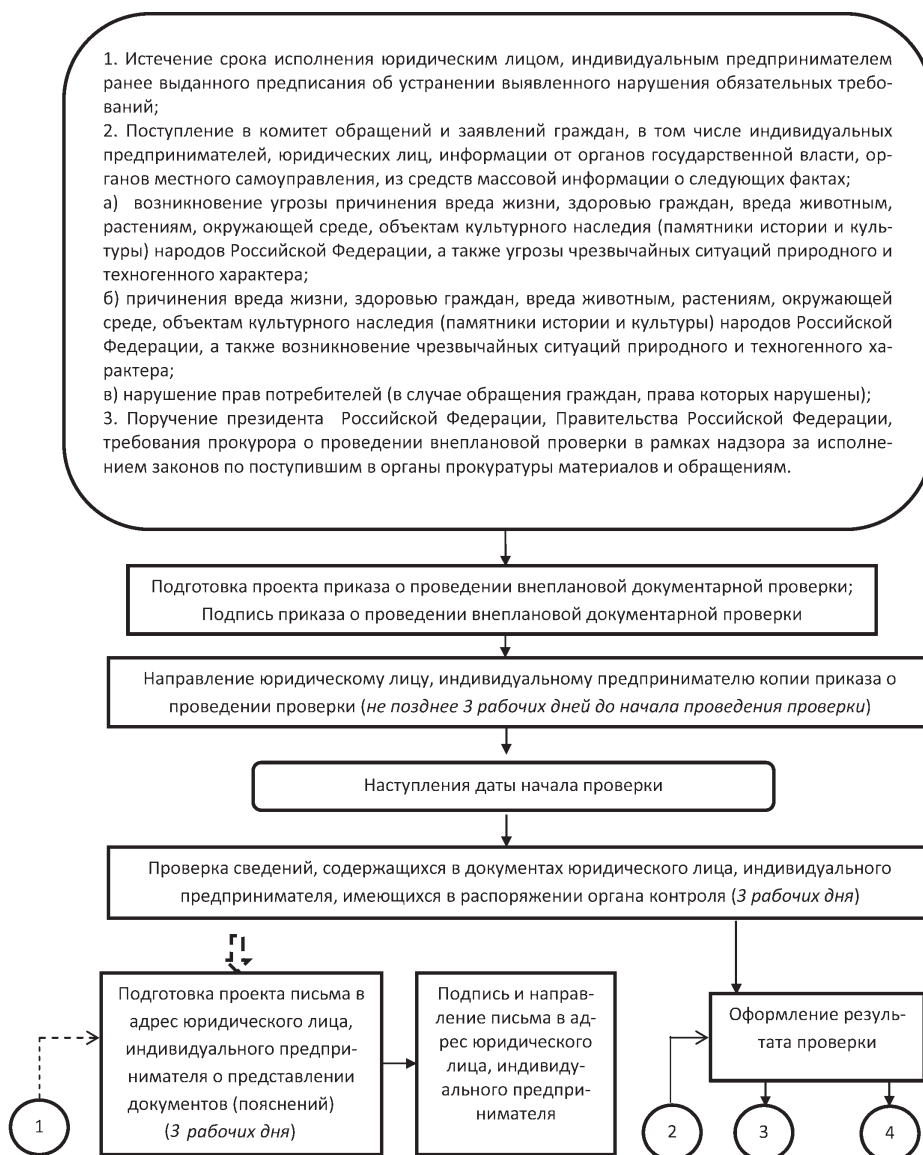 1. Истечение срока исполнения юридическим лицом, индивидуальным предпринимателем
ранее выданного предписания об устранении выявленного нарушения обязательных требо-
ваний;
2. Поступление в комитет обращений и заявлений граждан, в том числе индивидуальных
предпринимателей, юридических лиц, информации от органов государственной власти, ор-
ганов местного самоуправления, из средств массовой информации о следующих фактах;
а) возникновение угрозы причинения вреда жизни, здоровью граждан, вреда животным,
растениям, окружающей среде, объектам культурного наследия (памятники истории и куль-
туры) народов Российской Федерации, а также угрозы чрезвычайных ситуаций природного и
техногенного характера;
б) причинения вреда жизни, здоровью граждан, вреда животным, растениям, окружающей
среде, объектам культурного наследия (памятники истории и культуры) народов Российской
Федерации, а также возникновение чрезвычайных ситуаций природного и техногенного ха-
рактера;
в) нарушение прав потребителей (в случае обращения граждан, права которых нарушены);
3. Поручение президента Российской Федерации, Правительства Российской Федерации,
требования прокурора о проведении внеплановой проверки в рамках надзора за исполне-
нием законов по поступившим в органы прокуратуры материалов и обращениям.
Подготовка проекта приказа о проведении внеплановой документарной проверки;
Подпись приказа о проведении внеплановой документарной проверки
Направление юридическому лицу, индивидуальному предпринимателю копии приказа о
проведении проверки (не позднее 3 рабочих дней до начала проведения проверки)
Наступления даты начала проверки
Проверка сведений, содержащихся в документах юридического лица, индивидуального
предпринимателя, имеющихся в распоряжении органа контроля (3 рабочих дня)
Подготовка проекта письма в
адрес юридического лица,
индивидуального предпри-
нимателя о представлении
документов (пояснений)
(3 рабочих дня)
Подпись и направ-
ление письма в ад-
рес юридического
лица, индивиду-
ального предпри-
нимателя
Оформление резуль-
тата проверки
1
2
3
4